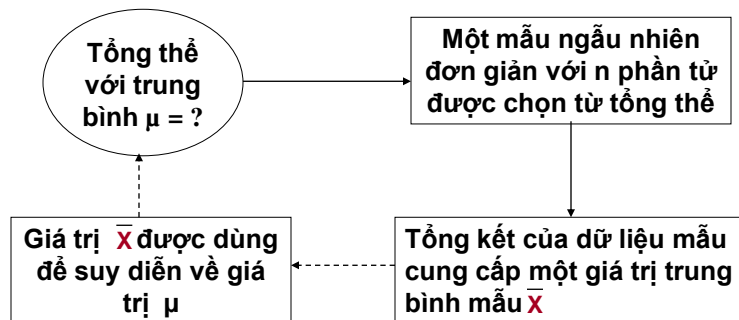 Tổng thể
với trung
bình µ = ?
Một mẫu ngẫu nhiên
đơn giản với n phần tử
được chọn từ tổng thể
Tổng kết của dữ liệu mẫu
cung cấp một giá trị trung
bình mẫu x̅
Giá trị x̅ được dùng
để suy diễn về giá
trị µ